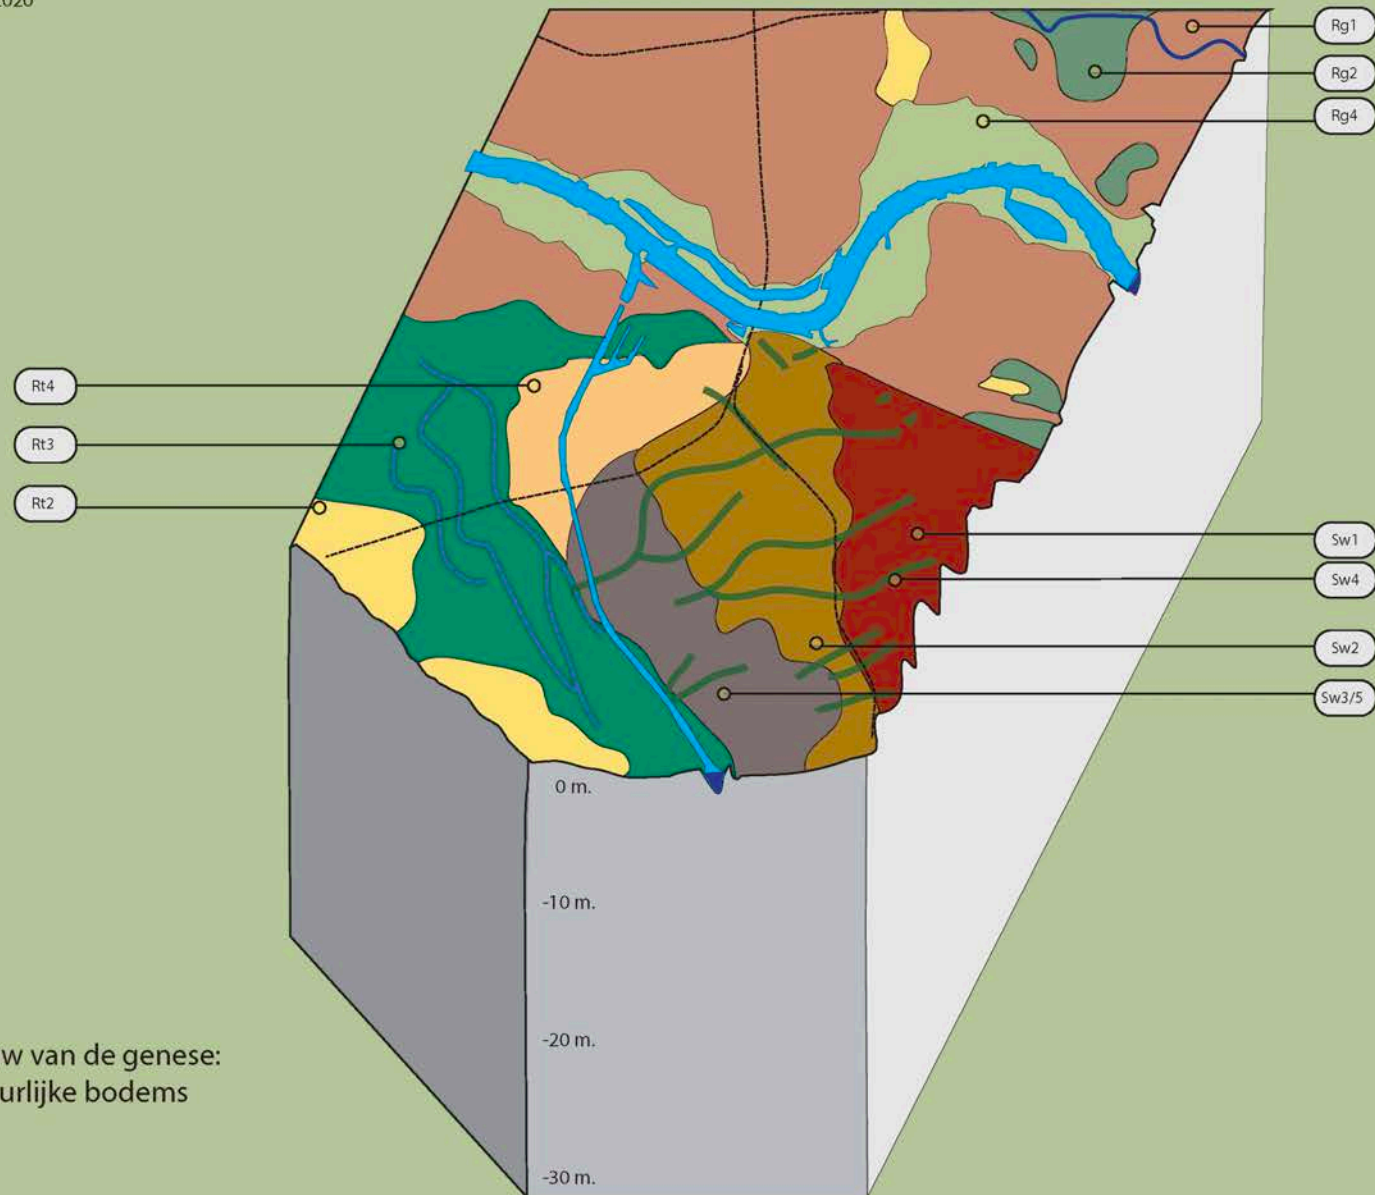 2020
Rg1
Rg2
Rg4
Rt4
Rt3
Rt2
Sw1
Sw4
Sw2
Sw3/5
0 m.
-10 m.
-20 m.
-30 m.
w van de genese:
urlijke bodems